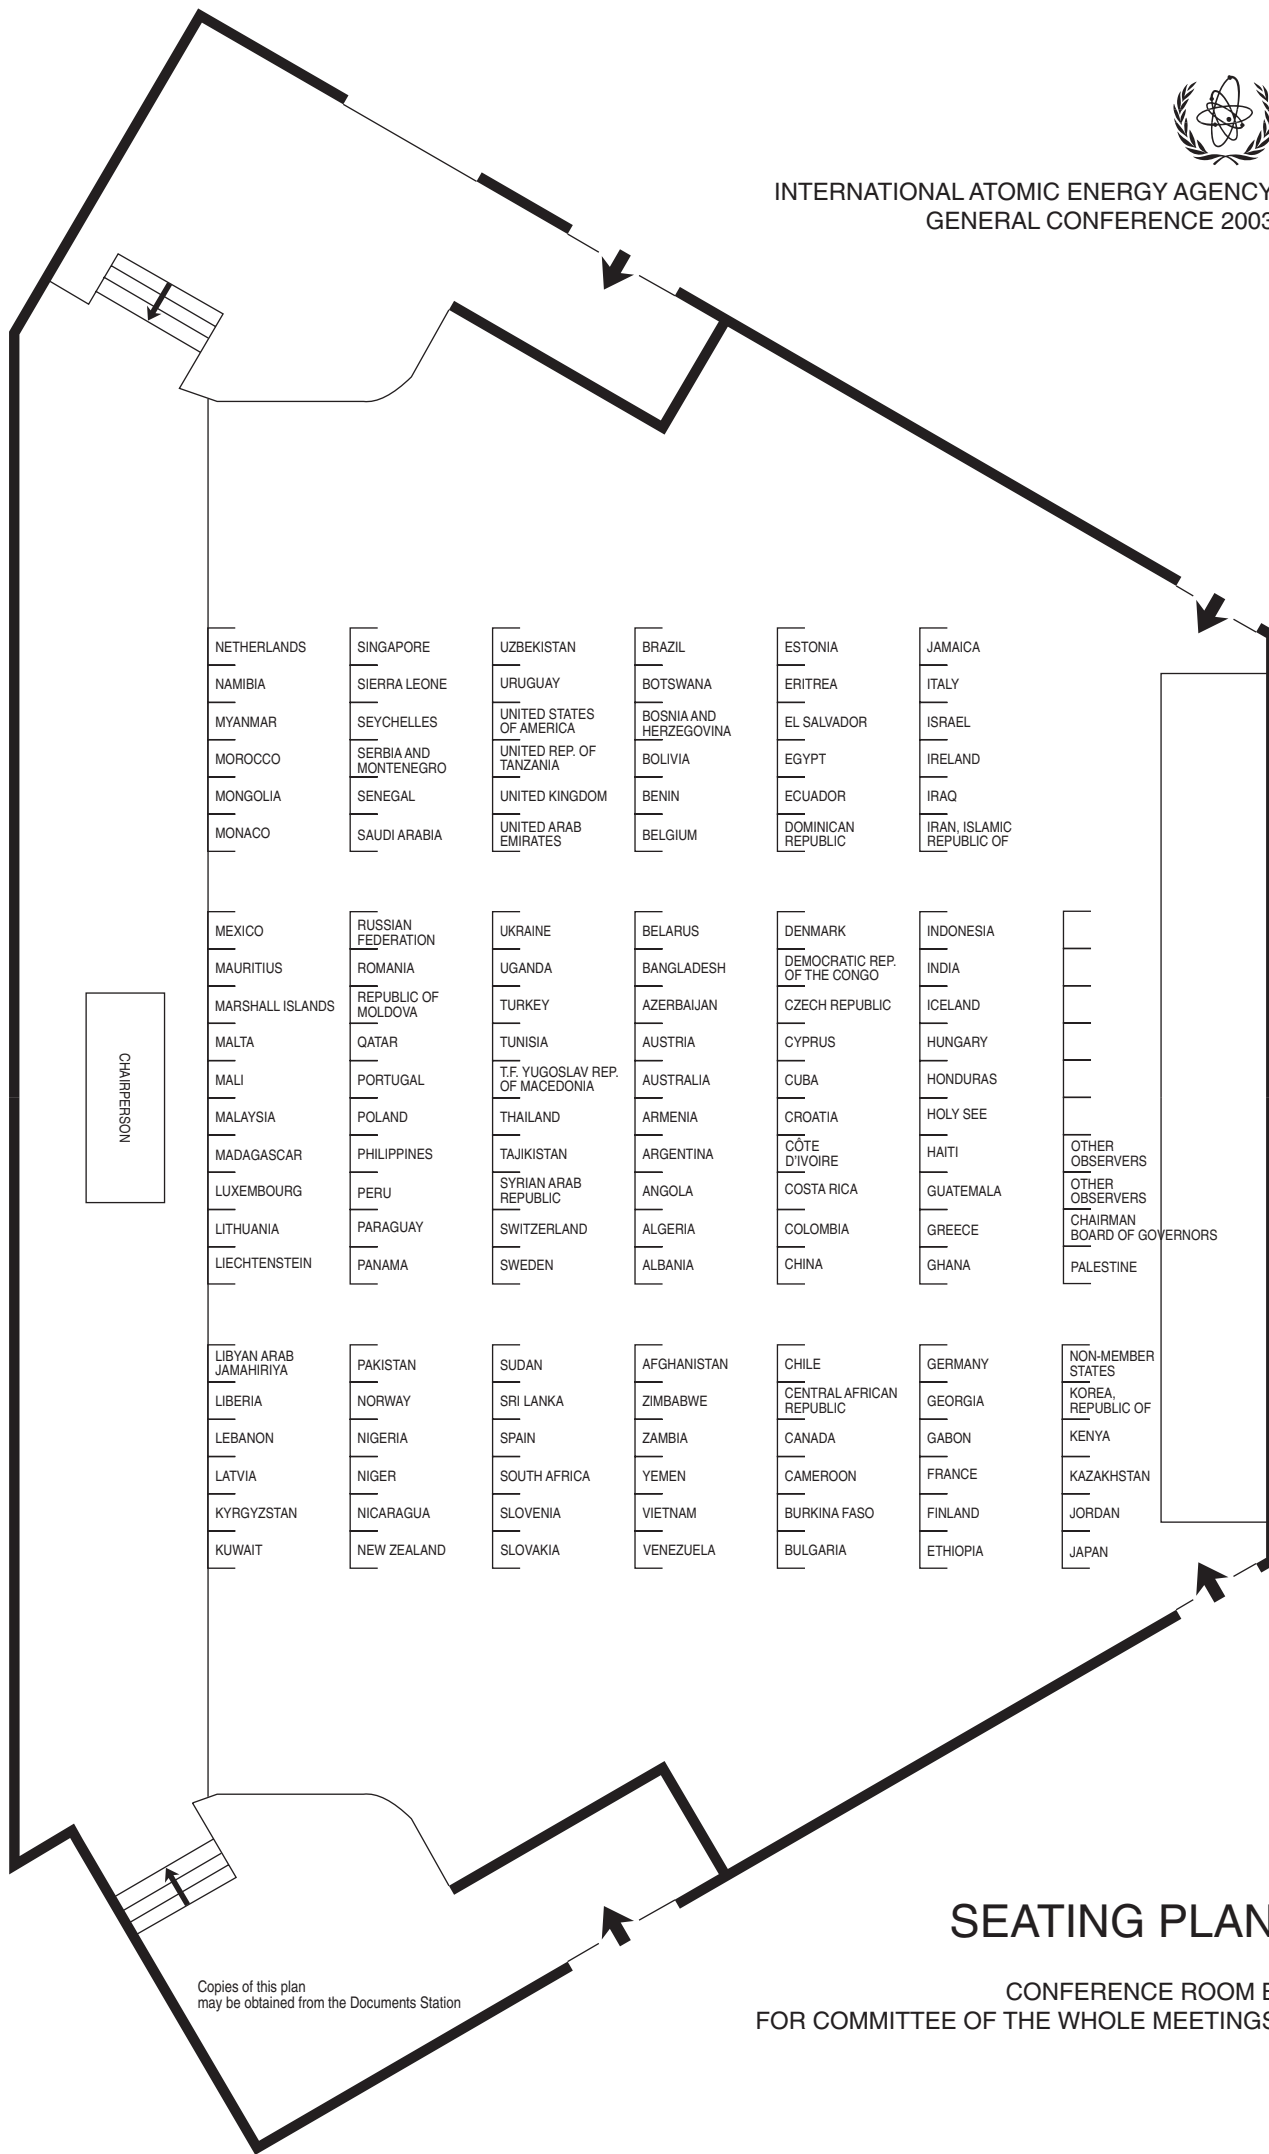 INTERNATIONAL ATOMIC ENERGY AGENCY
GENERAL CONFERENCE 2003
NETHERLANDS
NAMIBIA
MYANMAR
MOROCCO
MONGOLIA
MONACO
SINGAPORE
SIERRA LEONE
SEYCHELLES
SERBIA AND
MONTENEGRO
SENEGAL
SAUDI ARABIA
UZBEKISTAN
URUGUAY
UNITED STATES
OF AMERICA
UNITED REP. OF
TANZANIA
UNITED KINGDOM
UNITED ARAB
EMIRATES
BRAZIL
BOTSWANA
BOSNIA AND
HERZEGOVINA
BOLIVIA
BENIN
BELGIUM
ESTONIA
ERITREA
EL SALVADOR
EGYPT
ECUADOR
DOMINICAN
REPUBLIC
JAMAICA
ITALY
ISRAEL
IRELAND
IRAQ
IRAN, ISLAMIC
REPUBLIC OF
CHAIRPERSON
MEXICO
MAURITIUS
MARSHALL ISLANDS
MALTA
MALI
MALAYSIA
MADAGASCAR
LUXEMBOURG
LITHUANIA
LIECHTENSTEIN
RUSSIAN
FEDERATION
ROMANIA
REPUBLIC OF
MOLDOVA
QATAR
PORTUGAL
POLAND
PHILIPPINES
PERU
PARAGUAY
PANAMA
UKRAINE
UGANDA
TURKEY
TUNISIA
T.F. YUGOSLAV REP.
OF MACEDONIA
THAILAND
TAJIKISTAN
SYRIAN ARAB
REPUBLIC
SWITZERLAND
SWEDEN
BELARUS
BANGLADESH
AZERBAIJAN
AUSTRIA
AUSTRALIA
ARMENIA
ARGENTINA
ANGOLA
ALGERIA
ALBANIA
DENMARK
DEMOCRATIC REP.
OF THE CONGO
CZECH REPUBLIC
CYPRUS
CUBA
CROATIA
CÔTE
D'IVOIRE
COSTA RICA
COLOMBIA
CHINA
INDONESIA
INDIA
ICELAND
HUNGARY
HONDURAS
HOLY SEE
HAITI
GUATEMALA
GREECE
GHANA
OTHER
OBSERVERS
OTHER
OBSERVERS
CHAIRMAN
BOARD OF GOVERNORS
PALESTINE
LIBYAN ARAB
JAMAHIRIYA
LIBERIA
LEBANON
LATVIA
KYRGYZSTAN
KUWAIT
PAKISTAN
NORWAY
NIGERIA
NIGER
NICARAGUA
NEW ZEALAND
SUDAN
SRI LANKA
SPAIN
SOUTH AFRICA
SLOVENIA
SLOVAKIA
AFGHANISTAN
ZIMBABWE
ZAMBIA
YEMEN
VIETNAM
VENEZUELA
CHILE
CENTRAL AFRICAN
REPUBLIC
CANADA
CAMEROON
BURKINA FASO
BULGARIA
GERMANY
GEORGIA
GABON
FRANCE
FINLAND
ETHIOPIA
NON-MEMBER
STATES
KOREA,
REPUBLIC OF
KENYA
KAZAKHSTAN
JORDAN
JAPAN
SEATING PLAN
Copies of this plan
may be obtained from the Documents Station
CONFERENCE ROOM
FOR COMMITTEE OF THE WHOLE MEETINGS